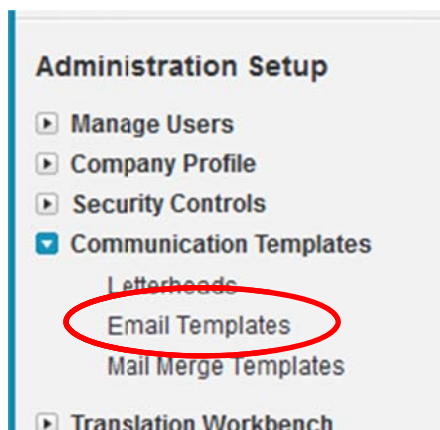 Administration Setup
Manage Users
Company Profile
Security Controls
Communication Templates
Letterheads
Email Templates
Mail Merge Templates
Translation Workbench